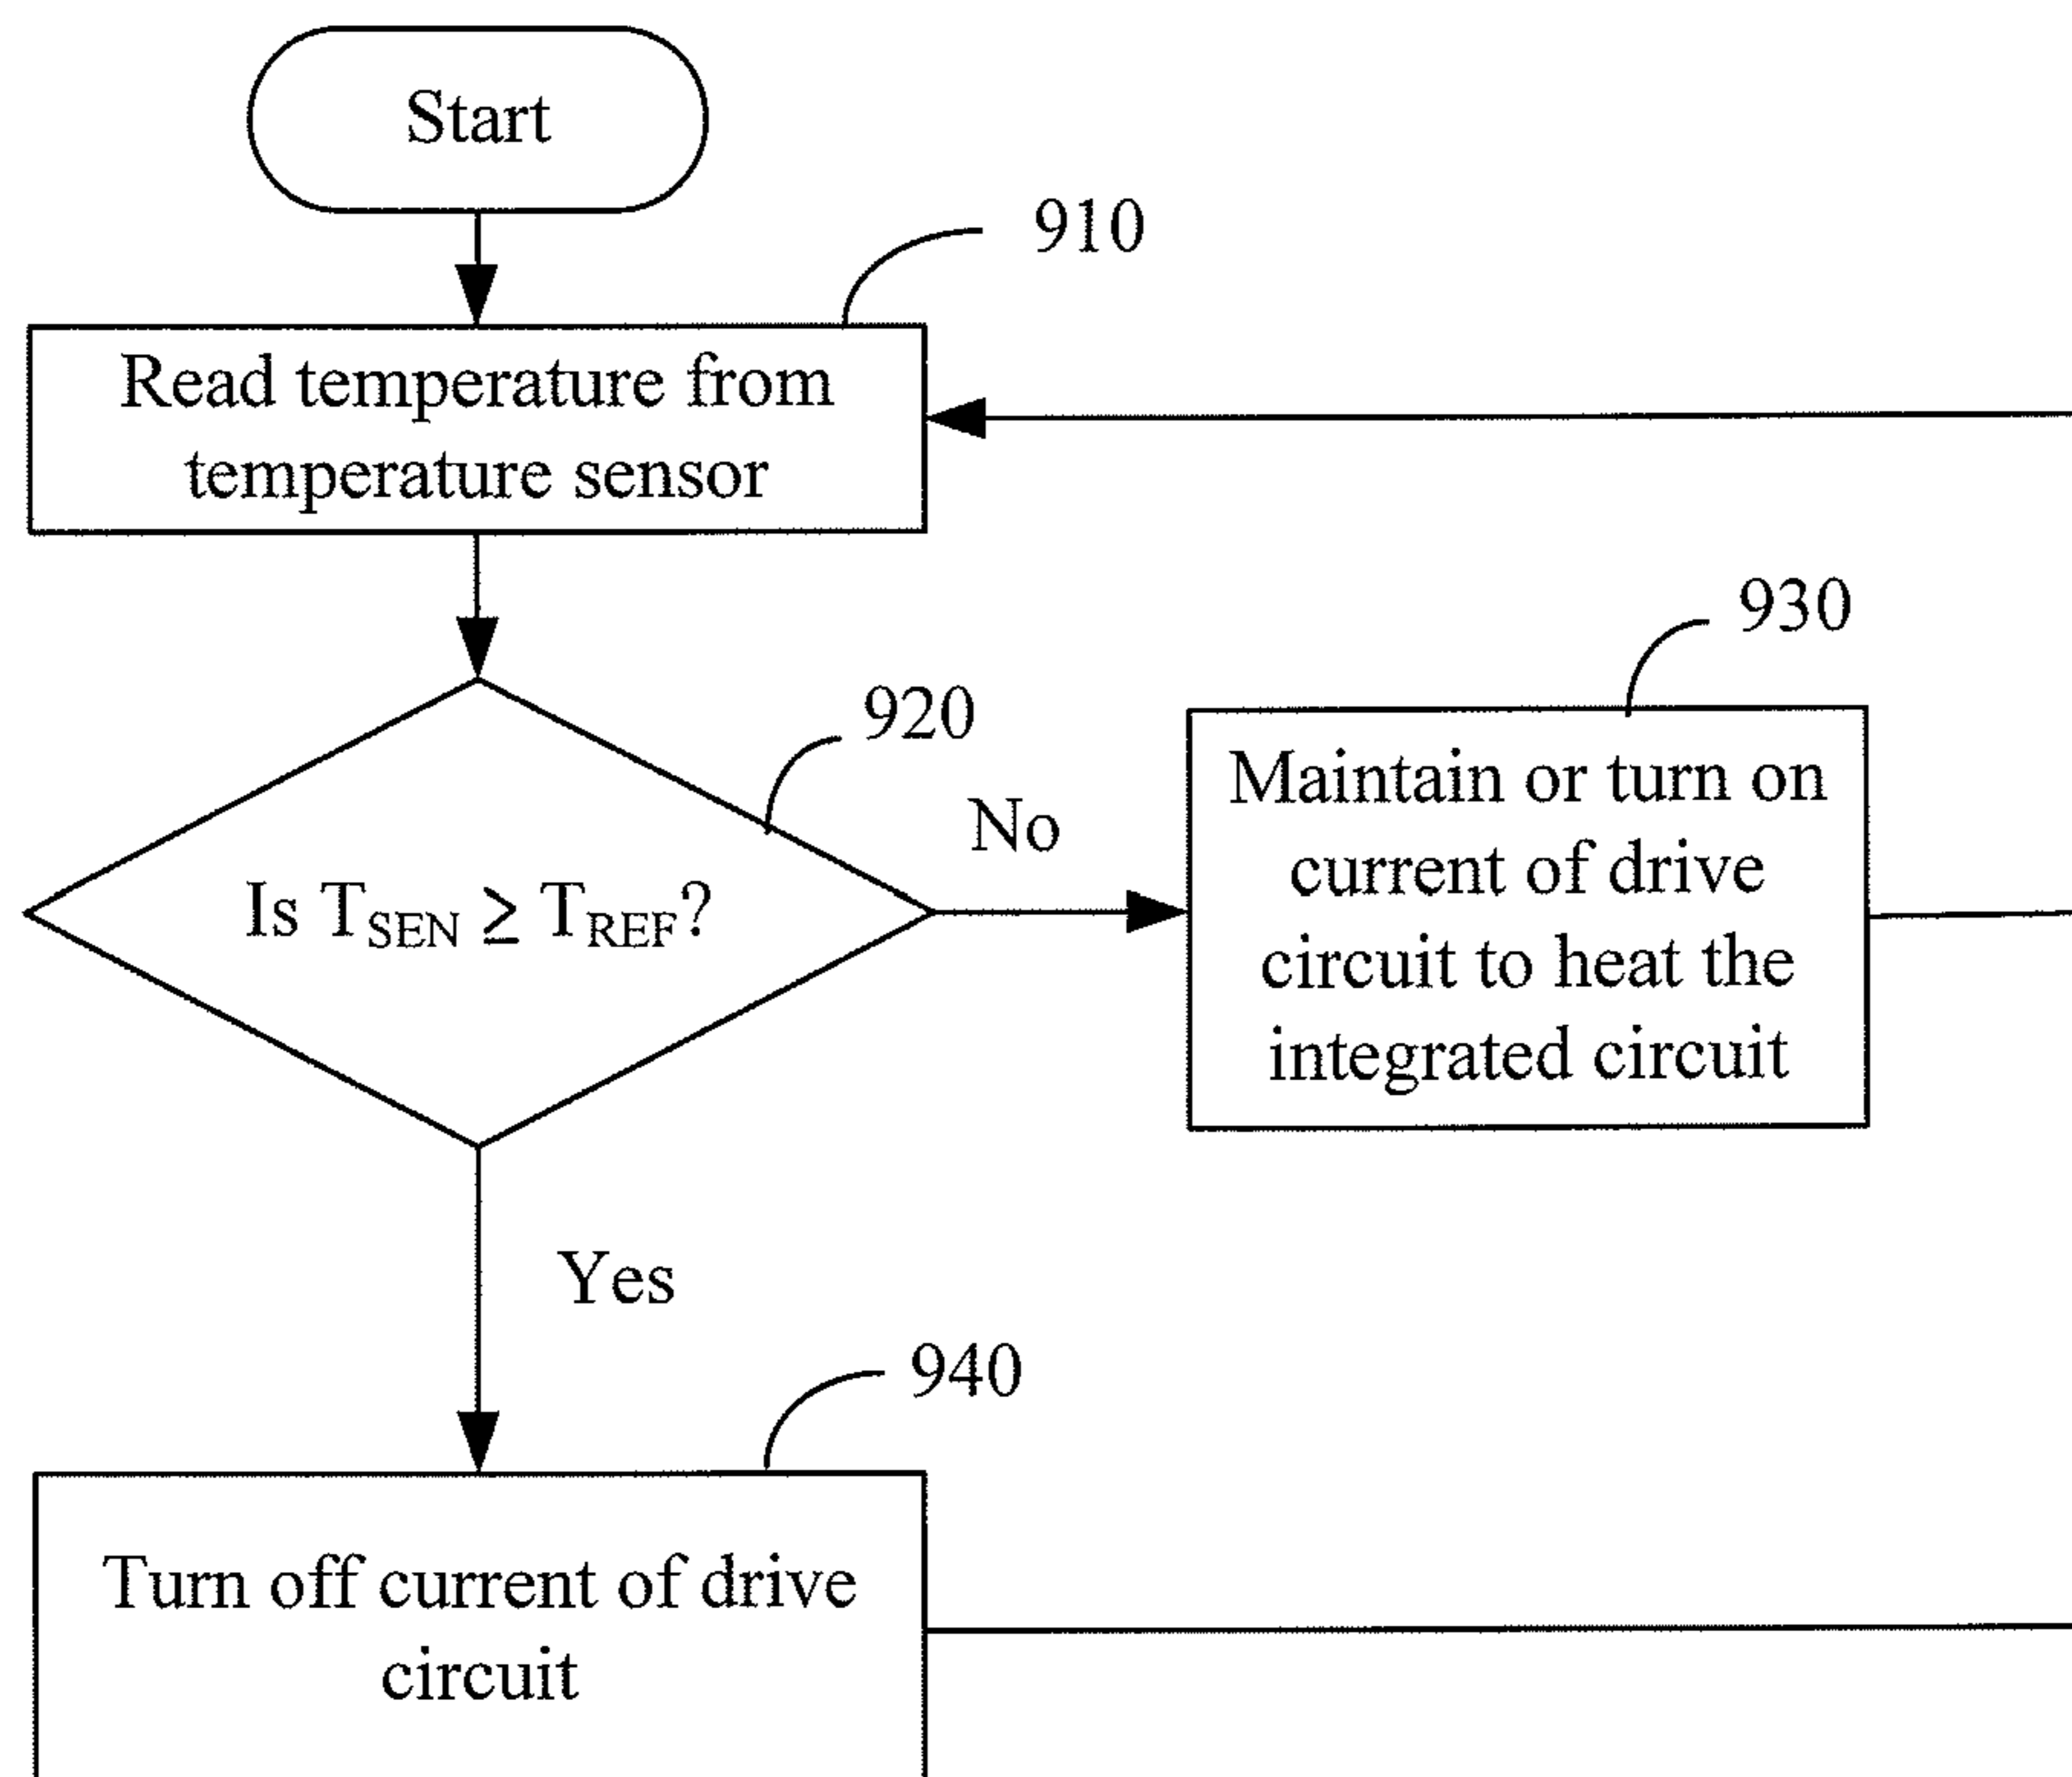 Start
910
Read temperature from
temperature sensor
930
920
No
Maintain or turn on
current of drive
circuit to heat the
integrated circuit
Is TSEN ≥ TREF?
Yes
940
Turn off current of drive
circuit